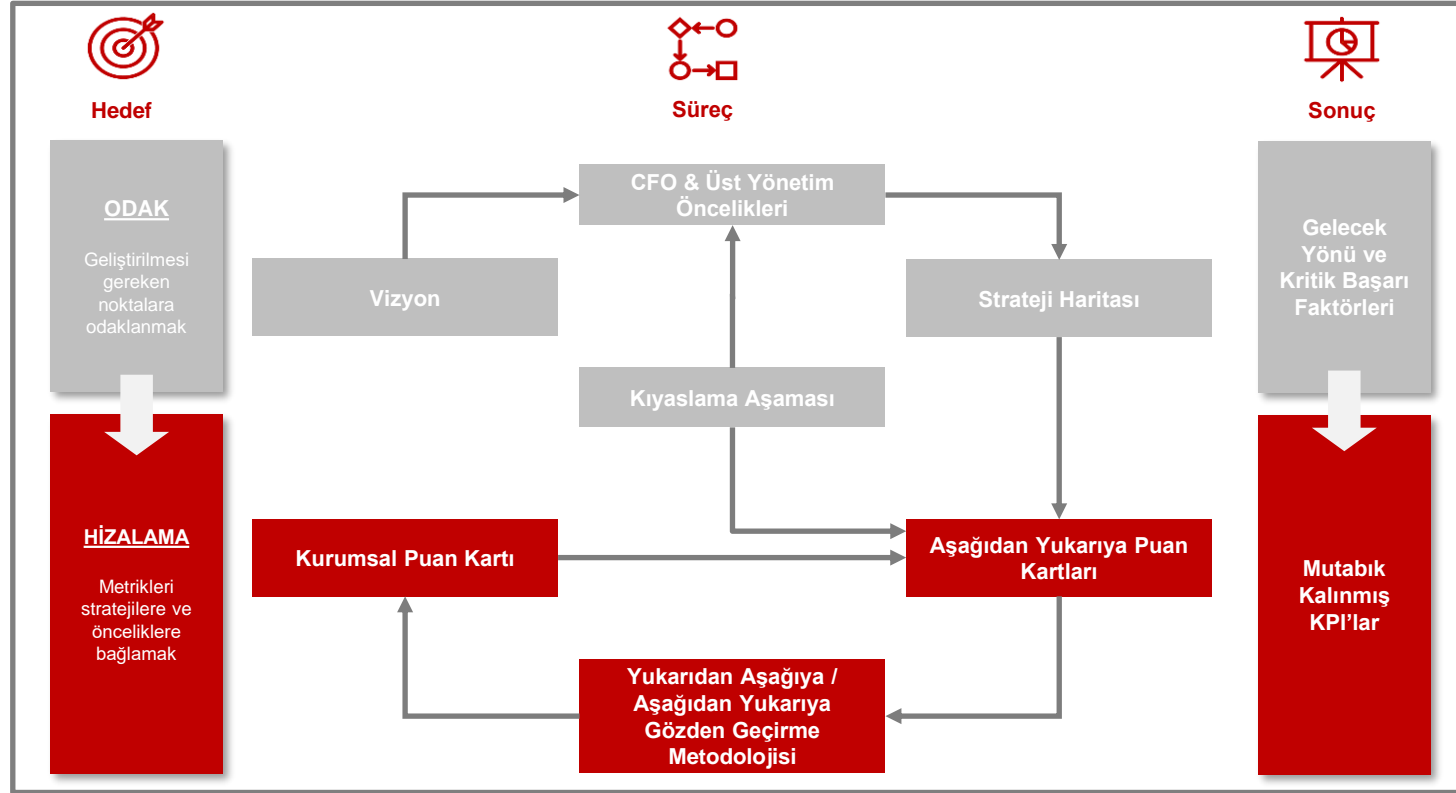 Hedef
Süreç
Sonuç
ODAK
Geliştirilmesi
gereken
noktalara
odaklanmak
HİZALAMA
Metrikleri
stratejilere ve
önceliklere
bağlamak
CFO & Üst Yönetim
Öncelikleri
Vizyon
Strateji Haritası
Kıyaslama Aşaması
Kurumsal Puan Kartı
Aşağıdan Yukarıya Puan
Kartları
Yukarıdan Aşağıya /
Aşağıdan Yukarıya
Gözden Geçirme
Metodolojisi
Gelecek
Yönü ve
Kritik Başarı
Faktörleri
Mutabık
Kalınmış
KPI’lar